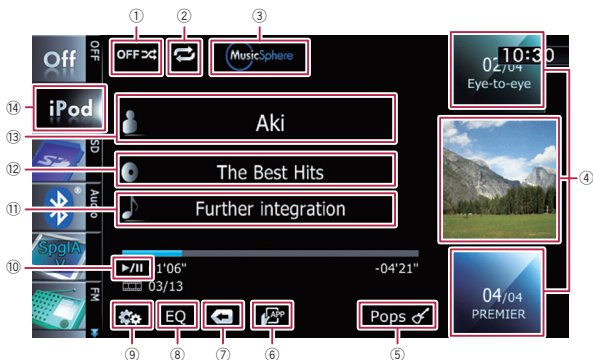 ① ② ③
Off OFF OFF MusicSphere 10:30
02/04
Eye-to-eye
⑭ iPod
⑬ Aki
SD
⑫ The Best Hits ④
Audio
⑪ Further integration
SpglA
V
⑩ ►/II 1'06" -04'21"
03/13
FM
04/04
PREMIER
EQ APP Pops
⑨ ⑧ ⑦ ⑥ ⑤